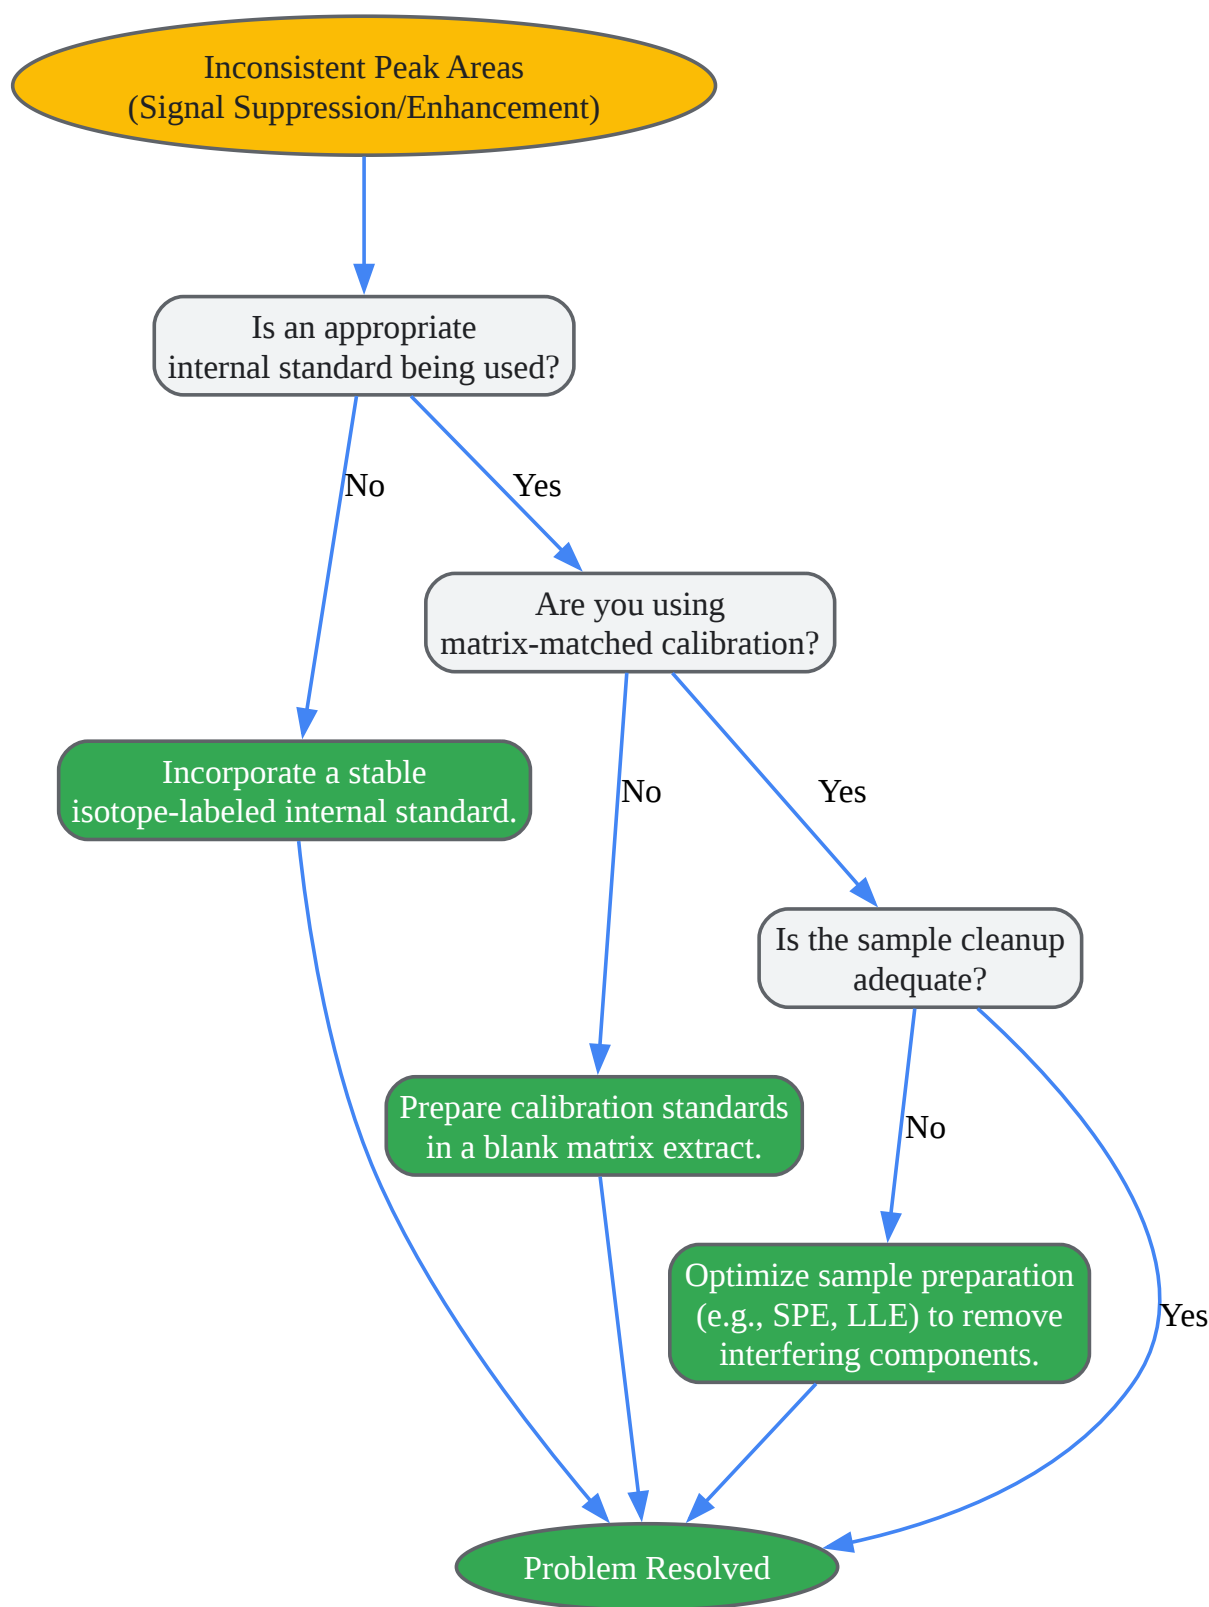 Inconsistent Peak Areas
(Signal Suppression/Enhancement)
Is an appropriate
internal standard being used?
No
Yes
Are you using
matrix-matched calibration?
Incorporate a stable
isotope-labeled internal standard.
No
Yes
Is the sample cleanup
adequate?
Prepare calibration standards
in a blank matrix extract.
No
Optimize sample preparation
(e.g., SPE, LLE) to remove
interfering components.
Yes
Problem Resolved